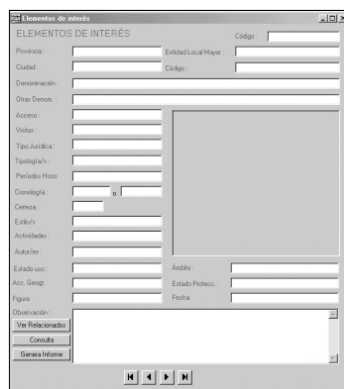 Elementos de interés
ELEMENTOS DE INTERÉS
Código :
Provincia :
Entidad Local Mayor :
Ciudad :
Código :
Denominación :
Otras Denom. :
Acceso :
Visitas :
Tipo Jurídica :
Tipología/s :
Períodos Hcos:
Cronología :
Certeza :
Estilo/s
Actividades :
Autor/es :
Estado uso :
Ámbito :
Acc. Geogr.
Estado Protecc. :
Figura
Fecha
Observación :
Ver Relacionados
Consulta
Genera Informe